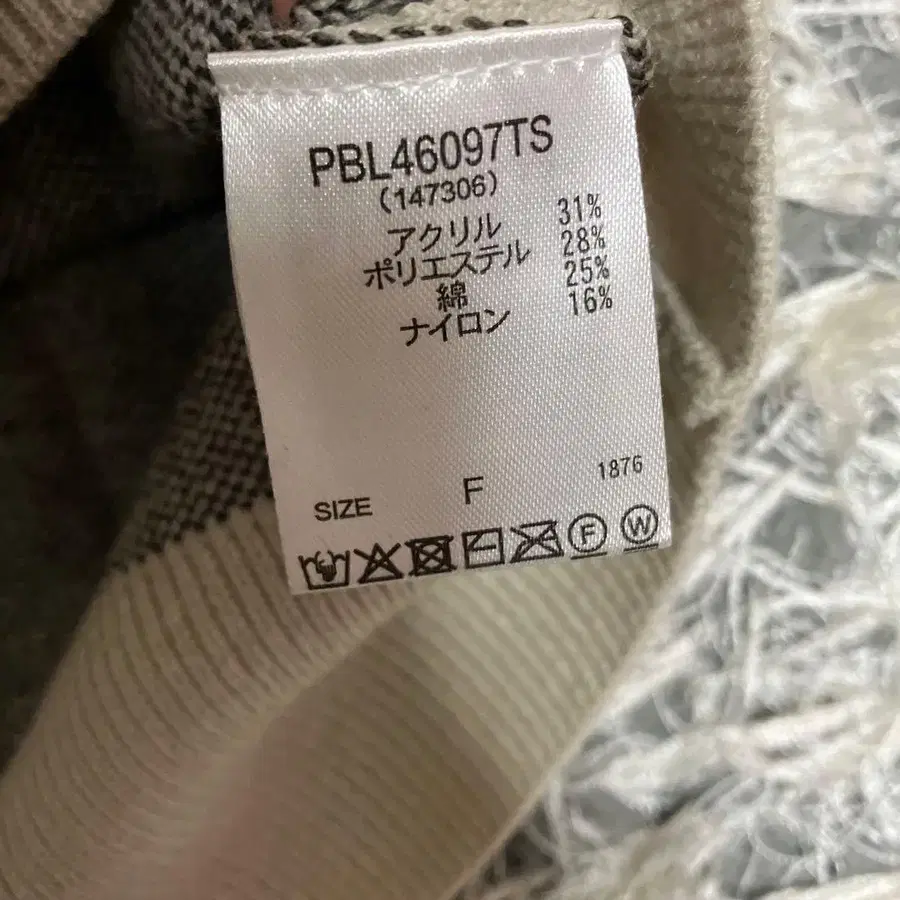 PBL46097TS
(147306)
アクリル 31%
ポリエステル 28%
綿 25%
ナイロン 16%
SIZE F 1876
F W